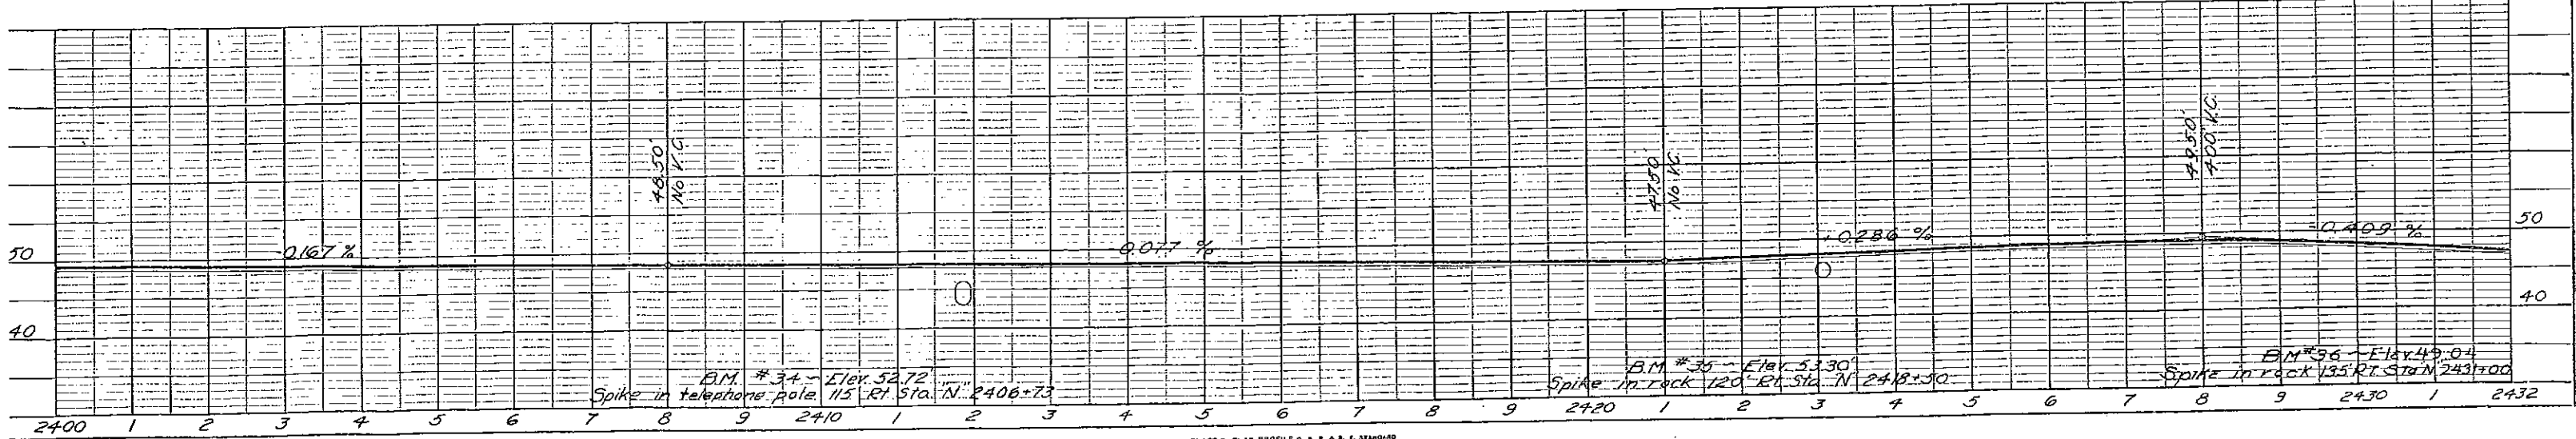 48.50'
No V.C.
47.50'
No V.C.
49.50'
400' V.C.
50
-0.167 %
-0.077 %
+0.286 %
-0.409 %
50
40
40
B.M. #34 ~ Elev. 52.72'
Spike in telephone pole 115' Rt. Sta. "N" 2406+73
B.M. #35 ~ Elev. 53.30'
Spike in rock 120' Rt. Sta. "N" 2418+50
B.M. #36 ~ Elev. 49.04
Spike in rock 135' RT. Sta N 2431+00
2400 1 2 3 4 5 6 7 8 9 2410 1 2 3 4 5 6 7 8 9 2420 1 2 3 4 5 6 7 8 9 2430 1 2432